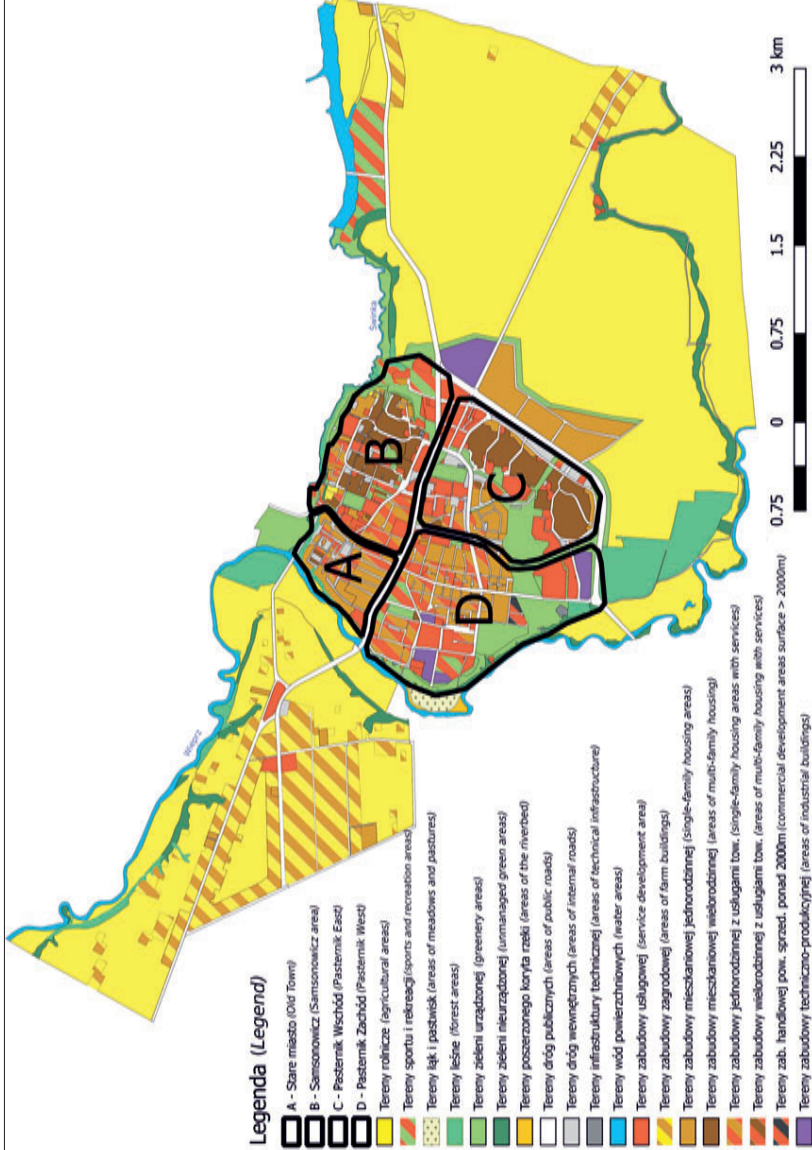 Legenda (Legend)
A - Stare miasto (Old Town)
B - Samsonowicz (Samsonowicz area)
C - Pasternik Wschód (Pasternik East)
D - Pasternik Zachód (Pasternik West)
Tereny rolnicze (agricultural areas)
Tereny sportu i rekreacji (sports and recreation areas)
Tereny łąk i pastwisk (areas of meadows and pastures)
Tereny leśne (forest areas)
Tereny zieleni urządzonej (greenery areas)
Tereny zieleni nieurządzonej (unmanaged green areas)
Tereny poszerzonego koryta rzeki (areas of the riverbed)
Tereny dróg publicznych (areas of public roads)
Tereny dróg wewnętrznych (areas of internal roads)
Tereny infrastruktury technicznej (areas of technical infrastructure)
Tereny wód powierzchniowych (water areas)
Tereny zabudowy usługowej (service development area)
Tereny zabudowy zagrodowej (areas of farm buildings)
Tereny zabudowy mieszkaniowej jednorodzinnej (single-family housing areas)
Tereny zabudowy mieszkaniowej wielorodzinnej (areas of multi-family housing)
Tereny zabudowy jednorodzinnej z usługami tow. (single-family housing areas with services)
Tereny zabudowy wielorodzinnej z usługami tow. (areas of multi-family housing with services)
Tereny zab. handlowej pow. sprzed. ponad 2000m (commercial development areas surface > 2000m)
Tereny zabudowy techniczno-produkcyjnej (areas of industrial buildings)
Wieprz
Świnka
A
B
C
D
0.75 0 0.75 1.5 2.25 3 km